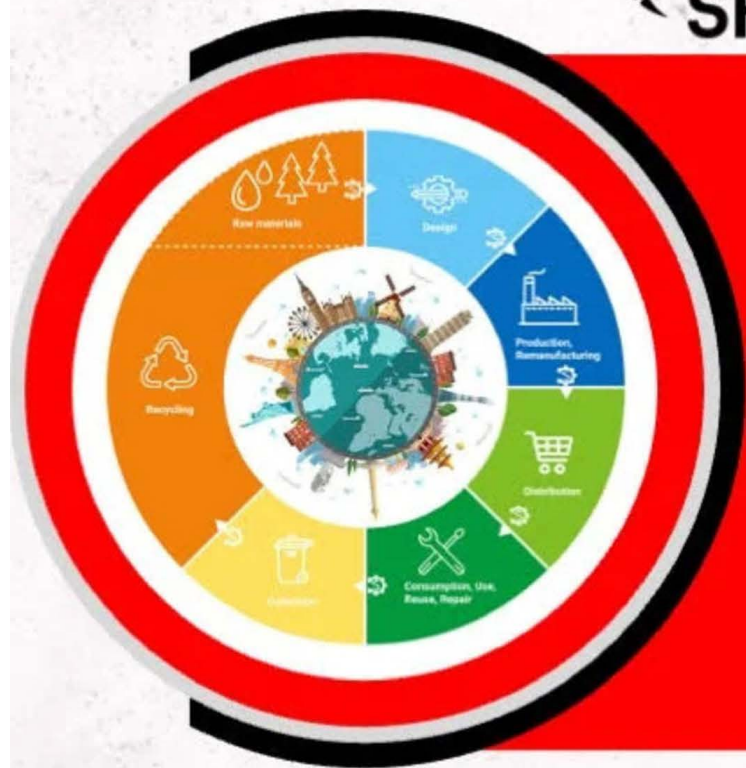 Raw materials
Design
Production,
Remanufacturing
Distribution
Consumption, Use,
Reuse, Repair
Recycling